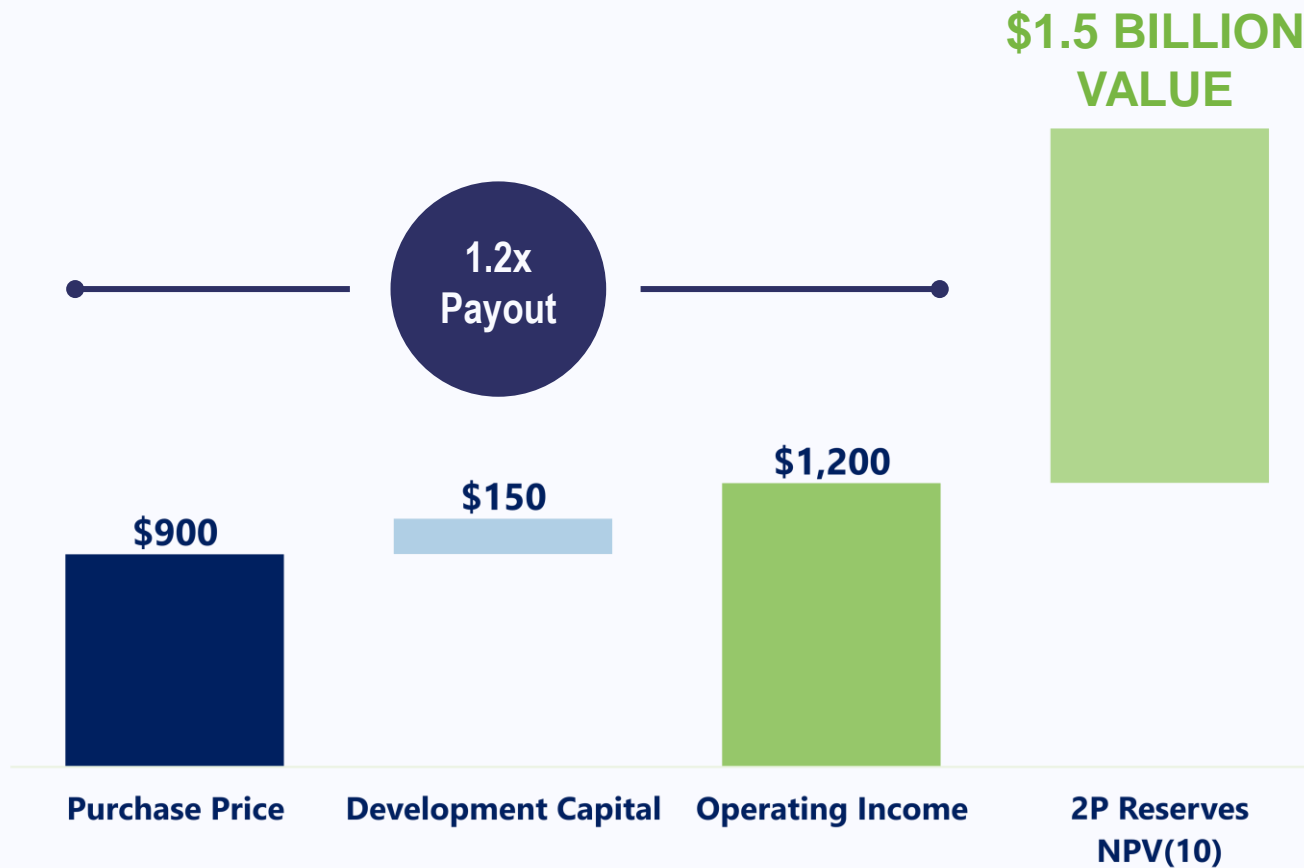 $1.5 BILLION
VALUE
1.2x
Payout
$1,200
$150
$900
Purchase Price
Development Capital
Operating Income
2P Reserves
NPV(10)